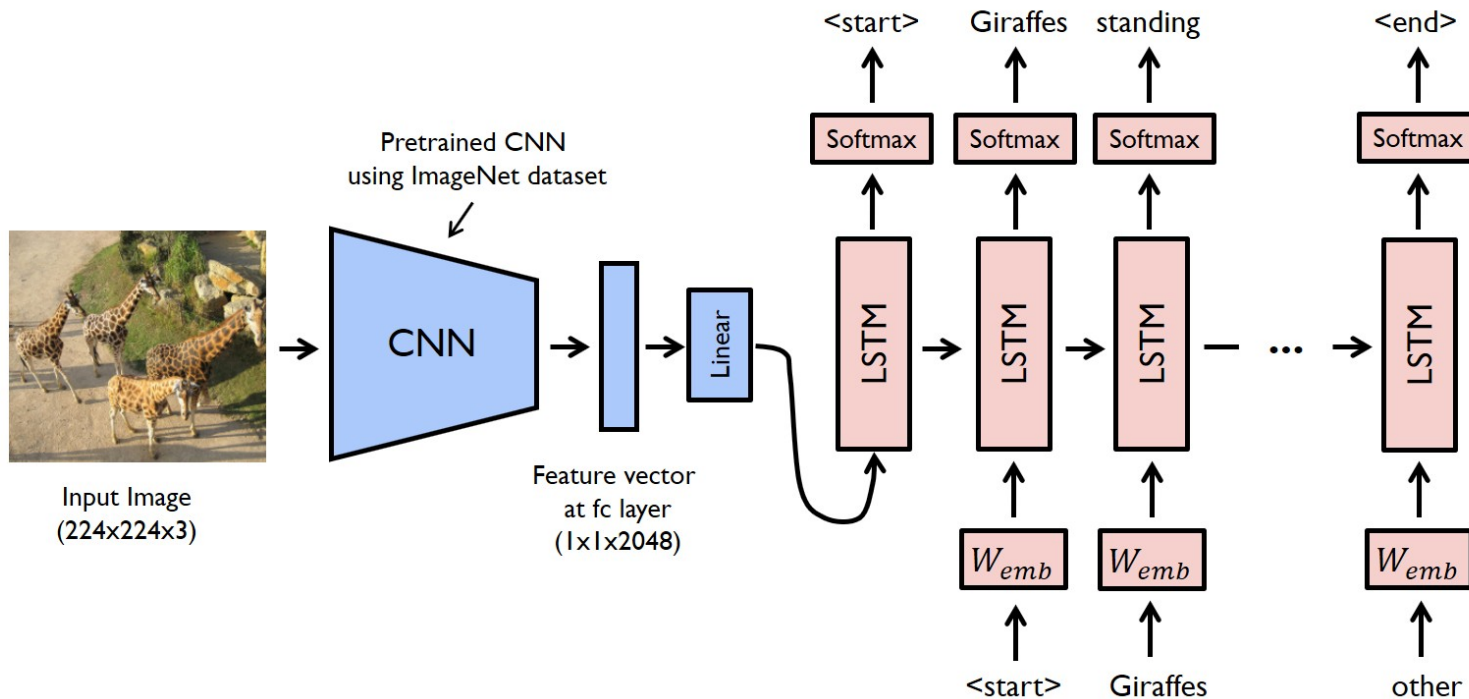 <start> Giraffes standing <end>
Softmax Softmax Softmax Softmax
Pretrained CNN
using ImageNet dataset
CNN
Linear
LSTM LSTM LSTM ... LSTM
Input Image
(224x224x3)
Feature vector
at fc layer
(1x1x2048)
W_emb W_emb W_emb
<start> Giraffes other